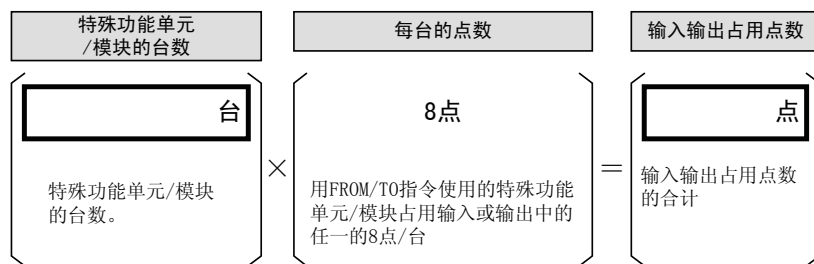 特殊功能单元
/模块的台数
每台的点数
输入输出占用点数
台
8点
点
特殊功能单元/模块
的台数。
×
用FROM/TO指令使用的特殊功能
单元/模块占用输入或输出中的
任一的8点/台
=
输入输出占用点数
的合计